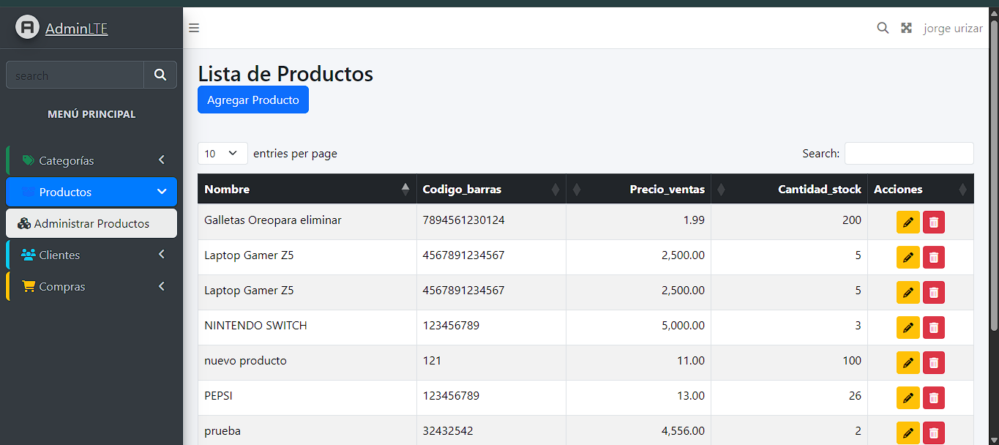 AdminLTE
jorge urizar
search
MENÚ PRINCIPAL
Categorías
Productos
Administrar Productos
Clientes
Compras
Lista de Productos
Agregar Producto
10 entries per page
Search:
Nombre Codigo_barras Precio_ventas Cantidad_stock Acciones
Galletas Oreopara eliminar 7894561230124 1.99 200
Laptop Gamer Z5 4567891234567 2,500.00 5
Laptop Gamer Z5 4567891234567 2,500.00 5
NINTENDO SWITCH 123456789 5,000.00 3
nuevo producto 121 11.00 100
PEPSI 123456789 13.00 26
prueba 32432542 4,556.00 2